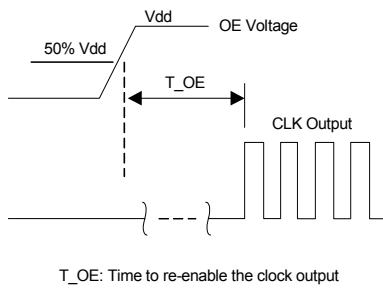 Vdd
OE Voltage
50% Vdd
T_OE
CLK Output
T_OE: Time to re-enable the clock output